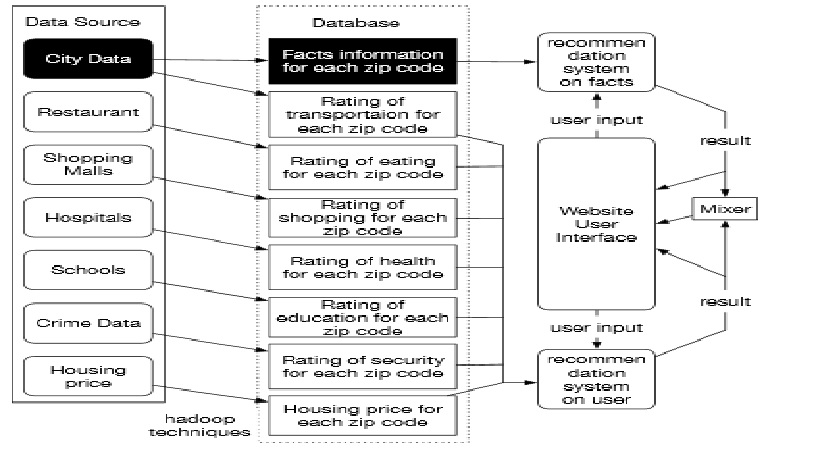 Data Source
City Data
Restaurant
Shopping
Malls
Hospitals
Schools
Crime Data
Housing
price
hadoop
techniques
Database
Facts information
for each zip code
Rating of
transportaion for
each zip code
Rating of eating
for each zip code
Rating of
shopping for each
zip code
Rating of health
for each zip code
Rating of
education for each
zip code
Rating of security
for each zip code
Housing price for
each zip code
recommen
dation
system
on facts
user input
Website
User
Interface
user input
recommen
dation
system
on user
result
Mixer
result